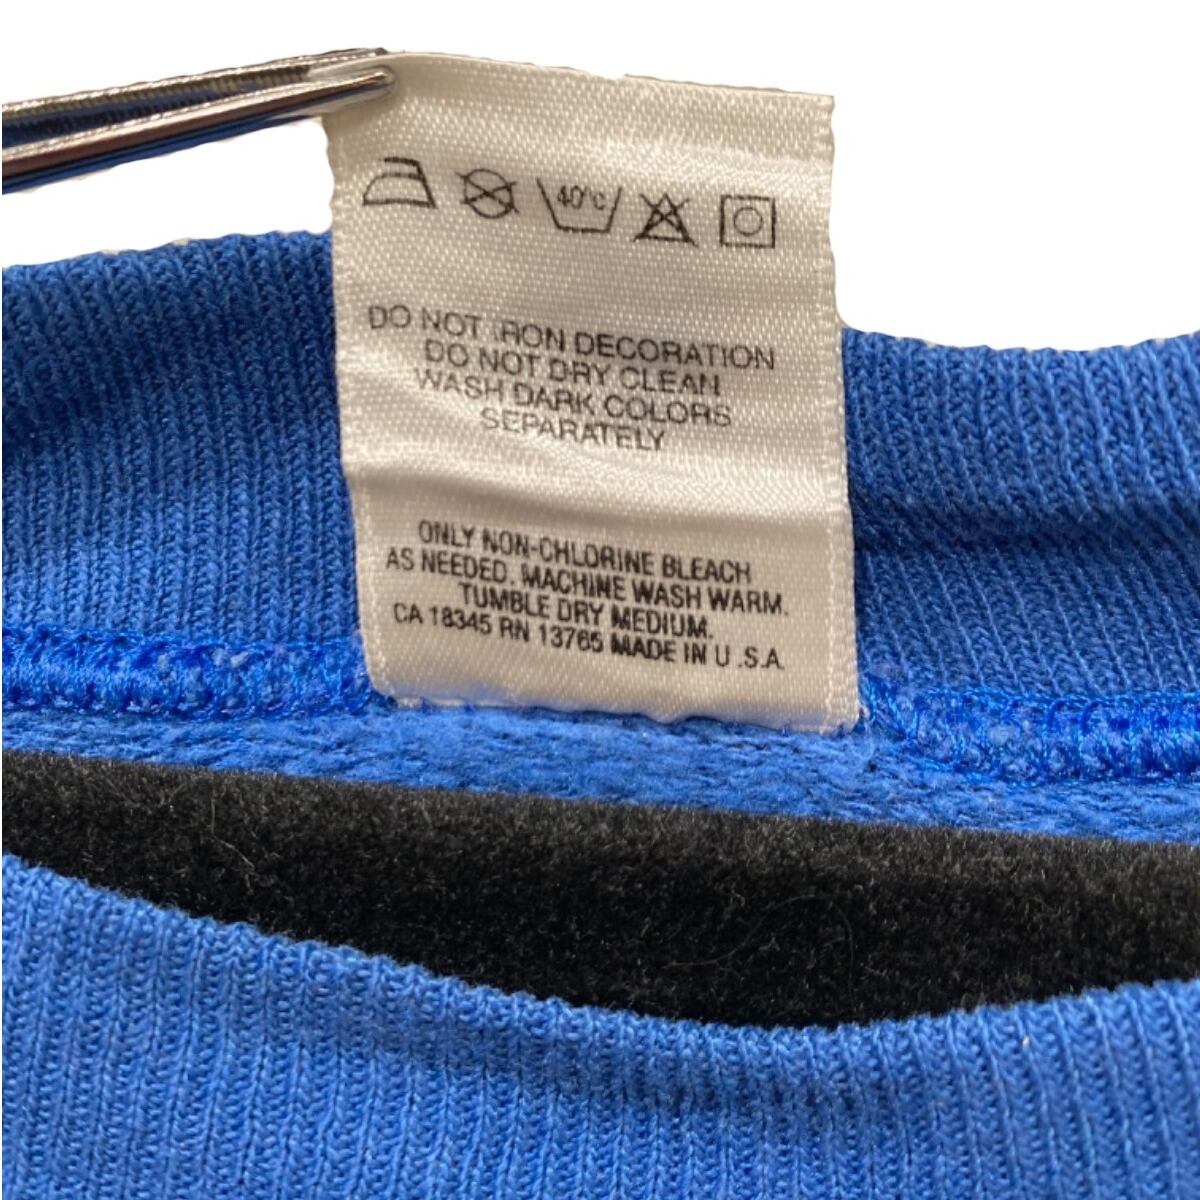 40°C
DO NOT IRON DECORATION
DO NOT DRY CLEAN
WASH DARK COLORS
SEPARATELY
ONLY NON-CHLORINE BLEACH
AS NEEDED. MACHINE WASH WARM.
TUMBLE DRY MEDIUM.
CA 18345 RN 13765 MADE IN U.S.A.